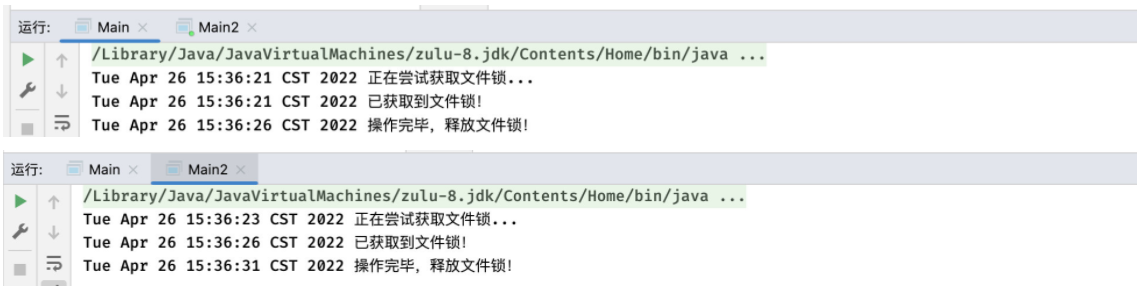 运行: Main × Main2 ×
/Library/Java/JavaVirtualMachines/zulu-8.jdk/Contents/Home/bin/java ...
Tue Apr 26 15:36:21 CST 2022 正在尝试获取文件锁...
Tue Apr 26 15:36:21 CST 2022 已获取到文件锁!
Tue Apr 26 15:36:26 CST 2022 操作完毕，释放文件锁!
运行: Main × Main2 ×
/Library/Java/JavaVirtualMachines/zulu-8.jdk/Contents/Home/bin/java ...
Tue Apr 26 15:36:23 CST 2022 正在尝试获取文件锁...
Tue Apr 26 15:36:26 CST 2022 已获取到文件锁!
Tue Apr 26 15:36:31 CST 2022 操作完毕，释放文件锁!